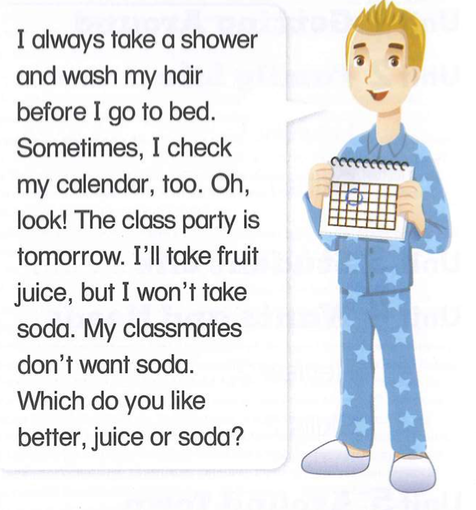 I always take a shower
and wash my hair
before I go to bed.
Sometimes, I check
my calendar, too. Oh,
look! The class party is
tomorrow. I'll take fruit
juice, but I won't take
soda. My classmates
don't want soda.
Which do you like
better, juice or soda?